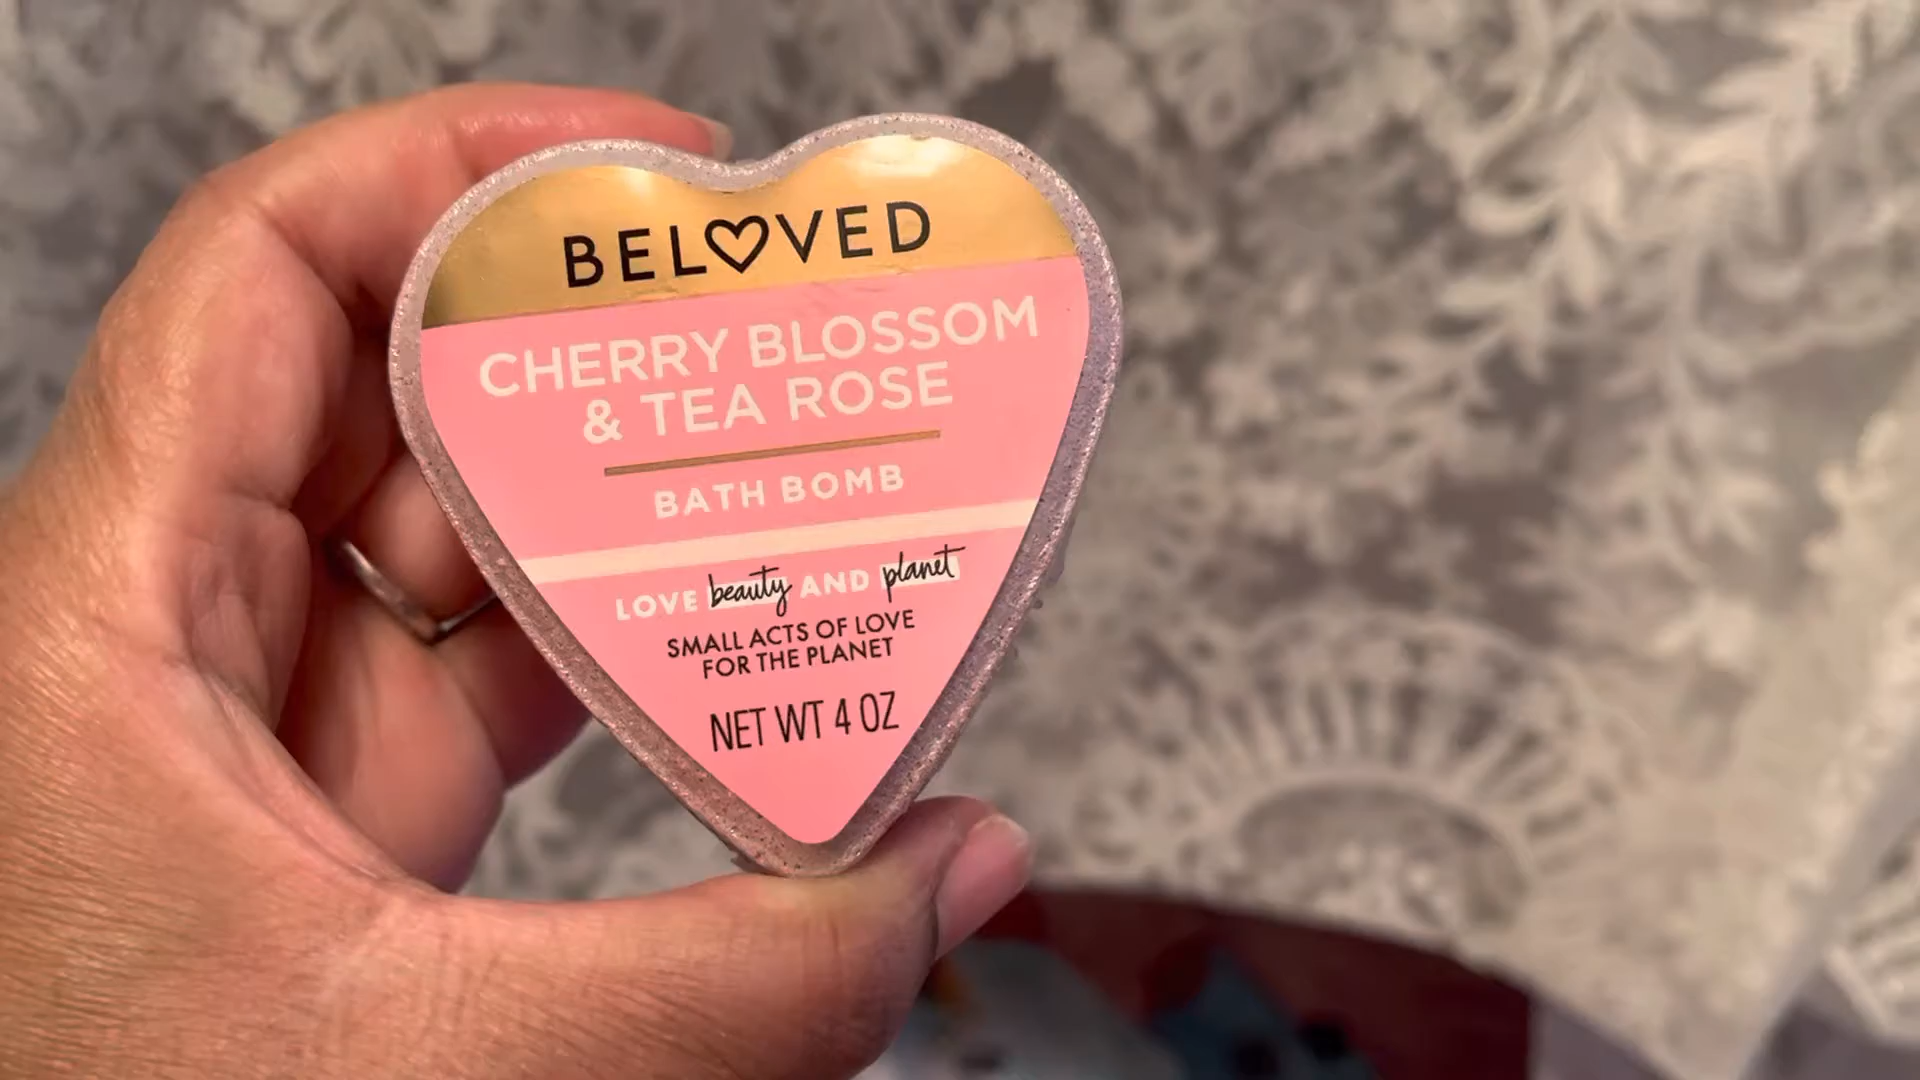 BELOVED
CHERRY BLOSSOM
& TEA ROSE
BATH BOMB
LOVE beauty AND planet
SMALL ACTS OF LOVE
FOR THE PLANET
NET WT 4 OZ